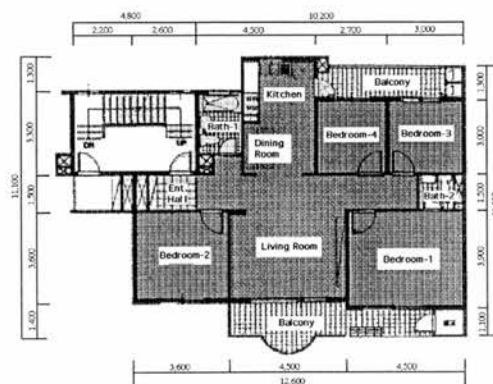 4,800
10,200
2,200
2,600
4,500
2,700
3,000
1,300
Balcony
1,300
Kitchen
Bath-1
3,300
Dining
Room
Bedroom-4
Bedroom-3
3,000
DN
UP
11,100
1,500
Ent.
Hall
Bath-2
1,500
3,600
Bedroom-2
Living Room
Bedroom-1
3,900
1,400
Balcony
1,100
3,600
4,500
4,500
12,600